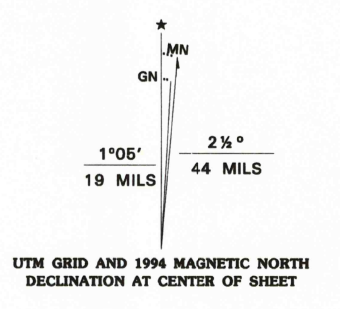 ★
MN
GN
1°05′
19 MILS
2½°
44 MILS
UTM GRID AND 1994 MAGNETIC NORTH
DECLINATION AT CENTER OF SHEET